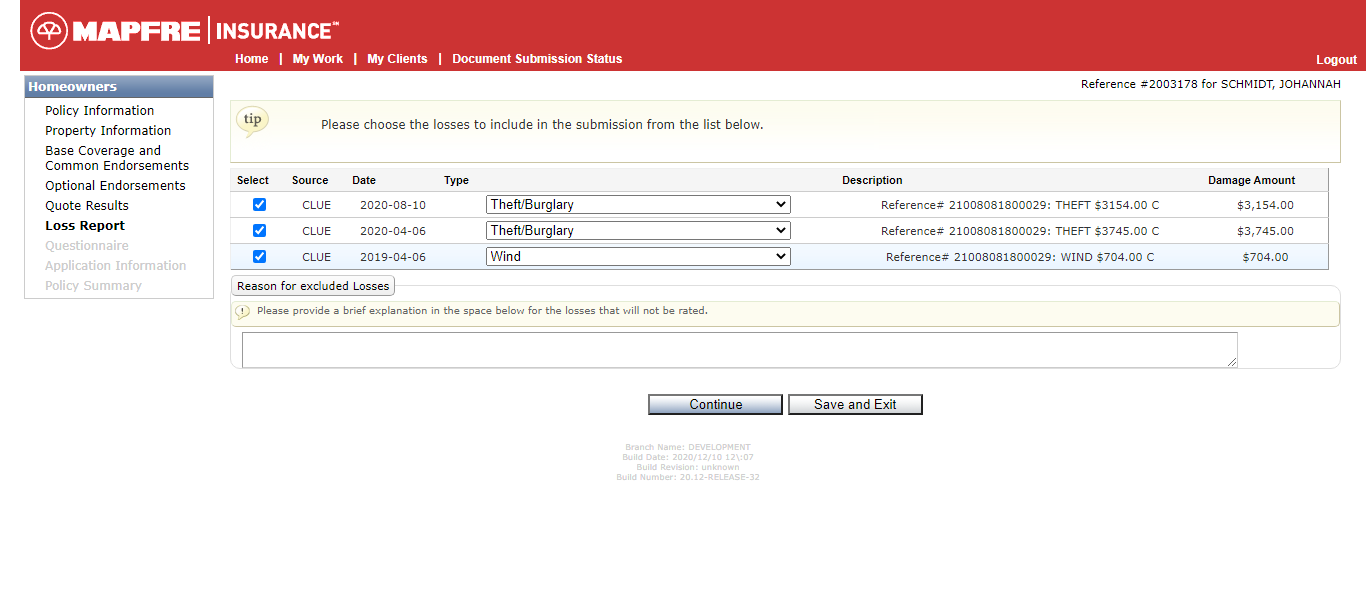 MAPFRE | INSURANCE℠
Home | My Work | My Clients | Document Submission Status
Logout
Reference #2003178 for SCHMIDT, JOHANNAH
Homeowners
Policy Information
Property Information
Base Coverage and
Common Endorsements
Optional Endorsements
Quote Results
Loss Report
Questionnaire
Application Information
Policy Summary
tip
Please choose the losses to include in the submission from the list below.
Select Source Date Type Description Damage Amount
CLUE 2020-08-10 Theft/Burglary Reference# 21008081800029: THEFT $3154.00 C $3,154.00
CLUE 2020-04-06 Theft/Burglary Reference# 21008081800029: THEFT $3745.00 C $3,745.00
CLUE 2019-04-06 Wind Reference# 21008081800029: WIND $704.00 C $704.00
Reason for excluded Losses
! Please provide a brief explanation in the space below for the losses that will not be rated.
Continue Save and Exit
Branch Name: DEVELOPMENT
Build Date: 2020/12/10 12\:07
Build Revision: unknown
Build Number: 20.12-RELEASE-32